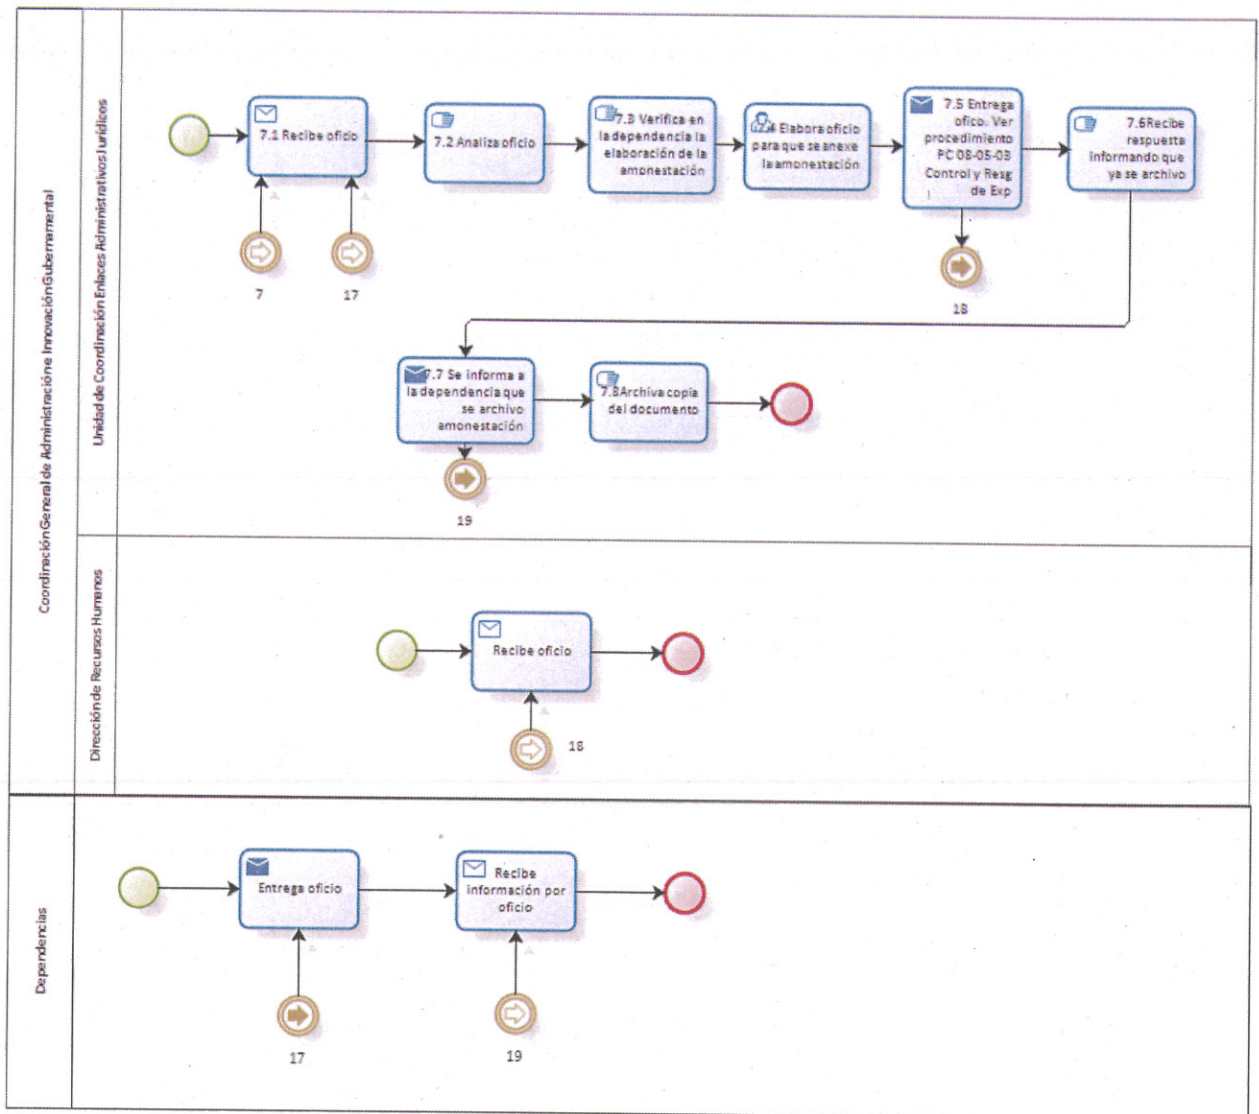 Coordinación General de Administración e Innovación Gubernamental
Unidad de Coordinación Enlaces Administrativos Jurídicos
7.1 Recibe oficio
7.2 Analiza oficio
7.3 Verifica en
la dependencia la
elaboración de la
amonestación
Elabora oficio
para que se anexe
la amonestación
7.5 Entrega
ofico. Ver
procedimiento
PC 08-05-03
Control y Resg
de Exp
7.6Recibe
respuesta
informando que
ya se archivo
7
17
18
7.7 Se informa a
la dependencia que
se archivo
amonestación
7.8Archiva copia
del documento
19
Dirección de Recursos Humanos
Recibe oficio
18
Dependencias
Entrega oficio
Recibe
información por
oficio
17
19